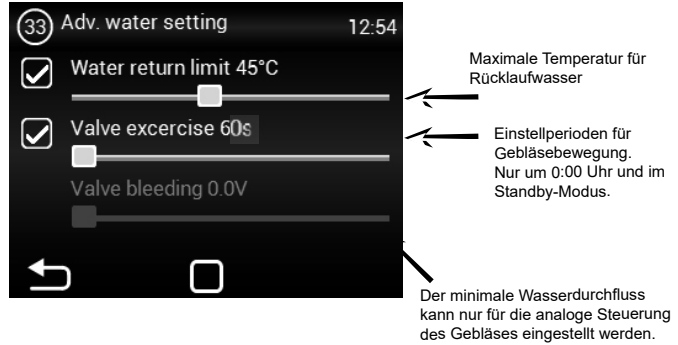 33 Adv. water setting 12:54
Water return limit 45°C
Valve excercise 60s
Valve bleeding 0.0V
Maximale Temperatur für
Rücklaufwasser
Einstellperioden für
Gebläsebewegung.
Nur um 0:00 Uhr und im
Standby-Modus.
Der minimale Wasserdurchfluss
kann nur für die analoge Steuerung
des Gebläses eingestellt werden.